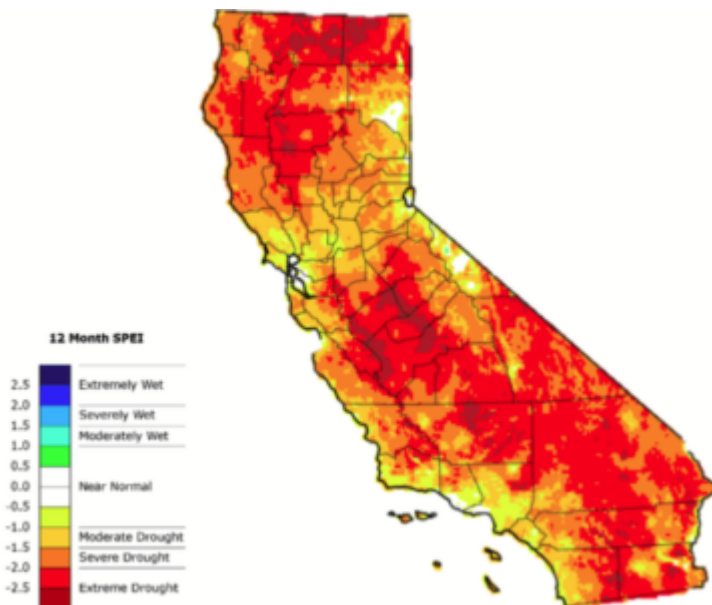 12 Month SPEI
2.5
Extremely Wet
2.0
Severely Wet
1.5
Moderately Wet
1.0
0.5
0.0
Near Normal
-0.5
-1.0
Moderate Drought
-1.5
Severe Drought
-2.0
Extreme Drought
-2.5